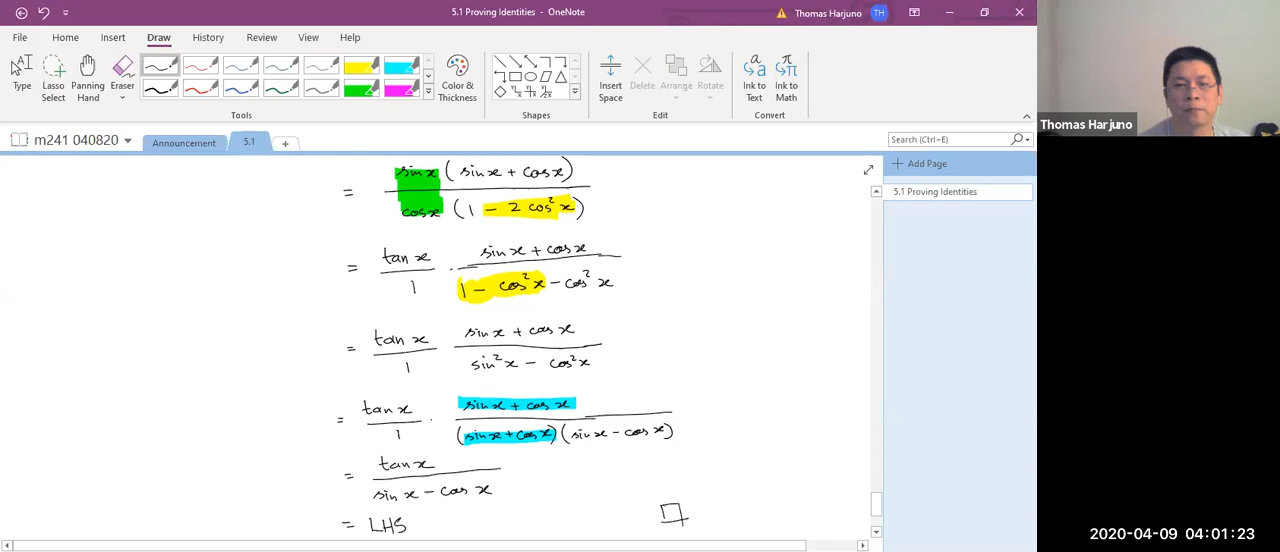 5.1 Proving Identities - OneNote
Thomas Harjuno TH
File Home Insert Draw History Review View Help
Type Lasso Select Panning Hand Eraser Color & Thickness Insert Space Delete Arrange Rotate Ink to Text Ink to Math
Tools Shapes Edit Convert
m241 040820 Announcement 5.1 Search (Ctrl+E)
Thomas Harjuno
Add Page
5.1 Proving Identities
= sin x (sin x + cos x)
cos x (1 - 2 cos² x)
= tan x / 1 · sin x + cos x
1 - cos² x - cos² x
= tan x / 1 sin x + cos x
sin² x - cos² x
= tan x / 1 · sin x + cos x
(sin x + cos x) (sin x - cos x)
= tan x
sin x - cos x
= LHS □
2020-04-09 04:01:23